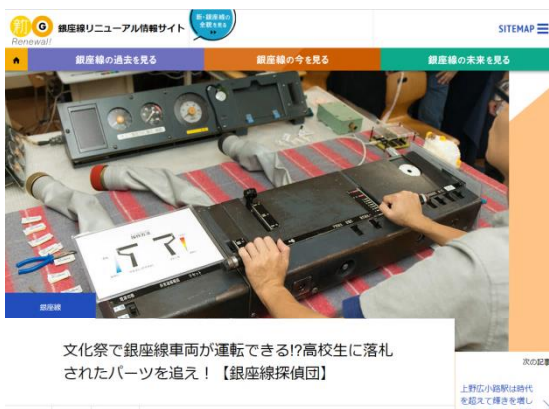 G
Renewal!
銀座線リニューアル情報サイト
新・銀座線の
全貌を見る
SITEMAP
銀座線の過去を見る
銀座線の今を見る
銀座線の未来を見る
銀座線
文化祭で銀座線車両が運転できる!?高校生に落札
されたパーツを追え！【銀座線探偵団】
次の記事
上野広小路駅は時代
を超えて輝きを増し